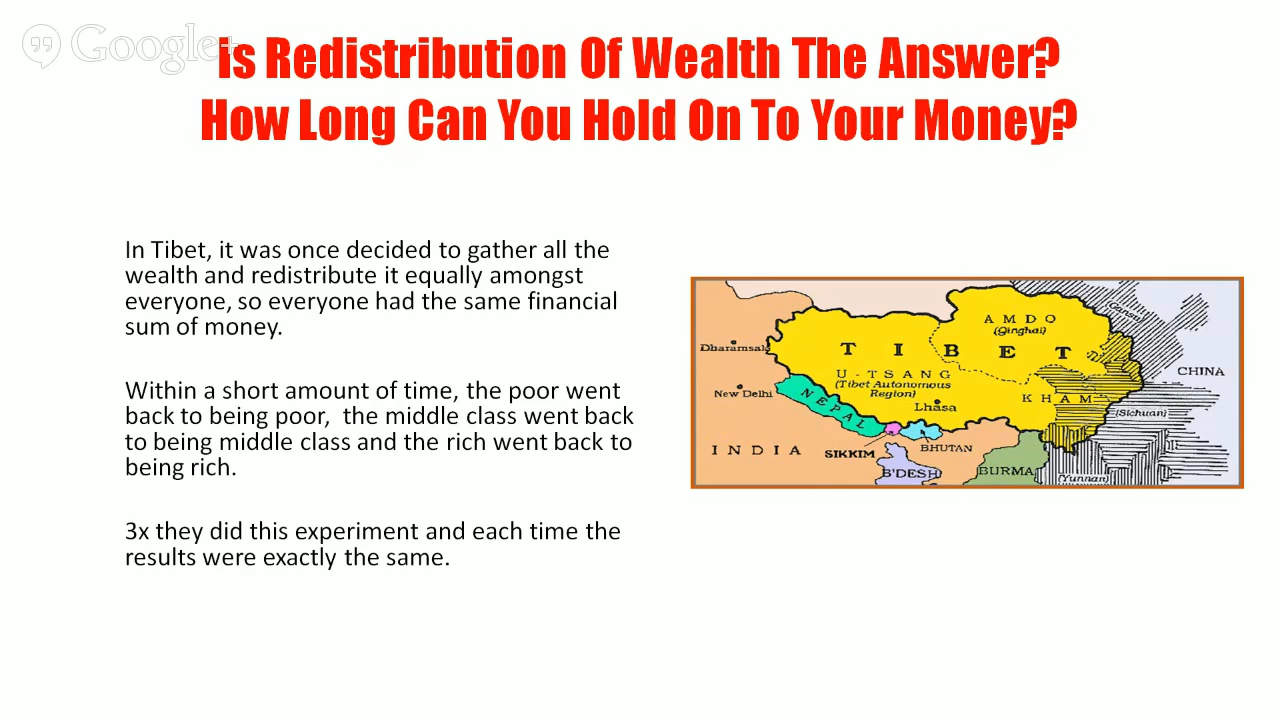 Google+
Is Redistribution Of Wealth The Answer?
How Long Can You Hold On To Your Money?
In Tibet, it was once decided to gather all the
wealth and redistribute it equally amongst
everyone, so everyone had the same financial
sum of money.
Within a short amount of time, the poor went
back to being poor,  the middle class went back
to being middle class and the rich went back to
being rich.
3x they did this experiment and each time the
results were exactly the same.
AMDO
(Qinghai)
(Gansu)
Dharamsala
TIBET
U-TSANG
(Tibet Autonomous
Region)
CHINA
New Delhi
NEPAL
Lhasa
KHAM
(Sichuan)
INDIA
SIKKIM
BHUTAN
B'DESH
BURMA
(Yunnan)